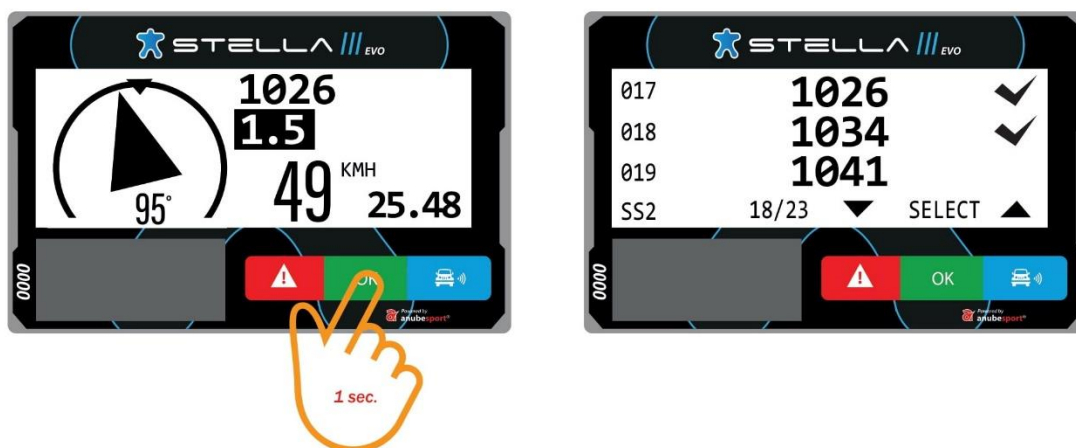 STELLA III EVO
1026
1.5
49 KMH
25.48
95°
0000
OK
Powered by
anubesport®
1 sec.
STELLA III EVO
017 1026
018 1034
019 1041
SS2 18/23 SELECT
0000
OK
Powered by
anubesport®